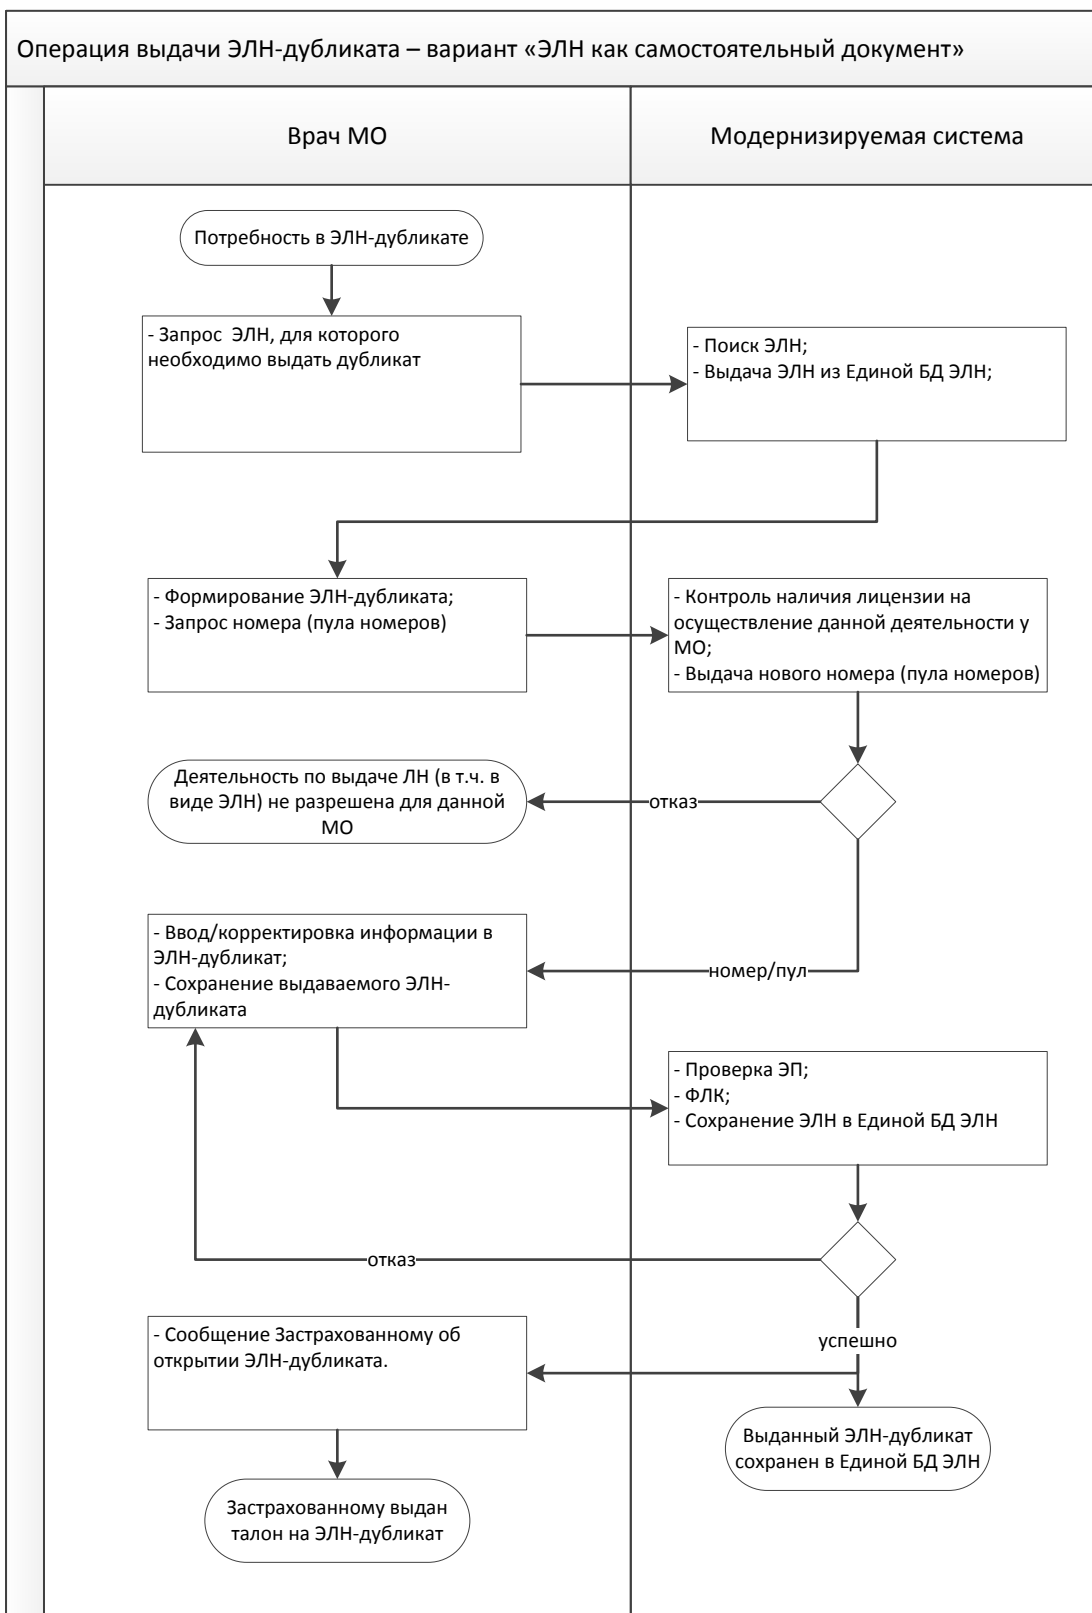 Операция выдачи ЭЛН-дубликата – вариант «ЭЛН как самостоятельный документ»
Врач МО
Модернизируемая система
Потребность в ЭЛН-дубликате
- Запрос  ЭЛН, для которого
необходимо выдать дубликат
- Поиск ЭЛН;
- Выдача ЭЛН из Единой БД ЭЛН;
- Формирование ЭЛН-дубликата;
- Запрос номера (пула номеров)
- Контроль наличия лицензии на
осуществление данной деятельности у
МО;
- Выдача нового номера (пула номеров)
Деятельность по выдаче ЛН (в т.ч. в
виде ЭЛН) не разрешена для данной
МО
отказ
- Ввод/корректировка информации в
ЭЛН-дубликат;
- Сохранение выдаваемого ЭЛН-
дубликата
номер/пул
- Проверка ЭП;
- ФЛК;
- Сохранение ЭЛН в Единой БД ЭЛН
отказ
успешно
- Сообщение Застрахованному об
открытии ЭЛН-дубликата.
Выданный ЭЛН-дубликат
сохранен в Единой БД ЭЛН
Застрахованному выдан
талон на ЭЛН-дубликат